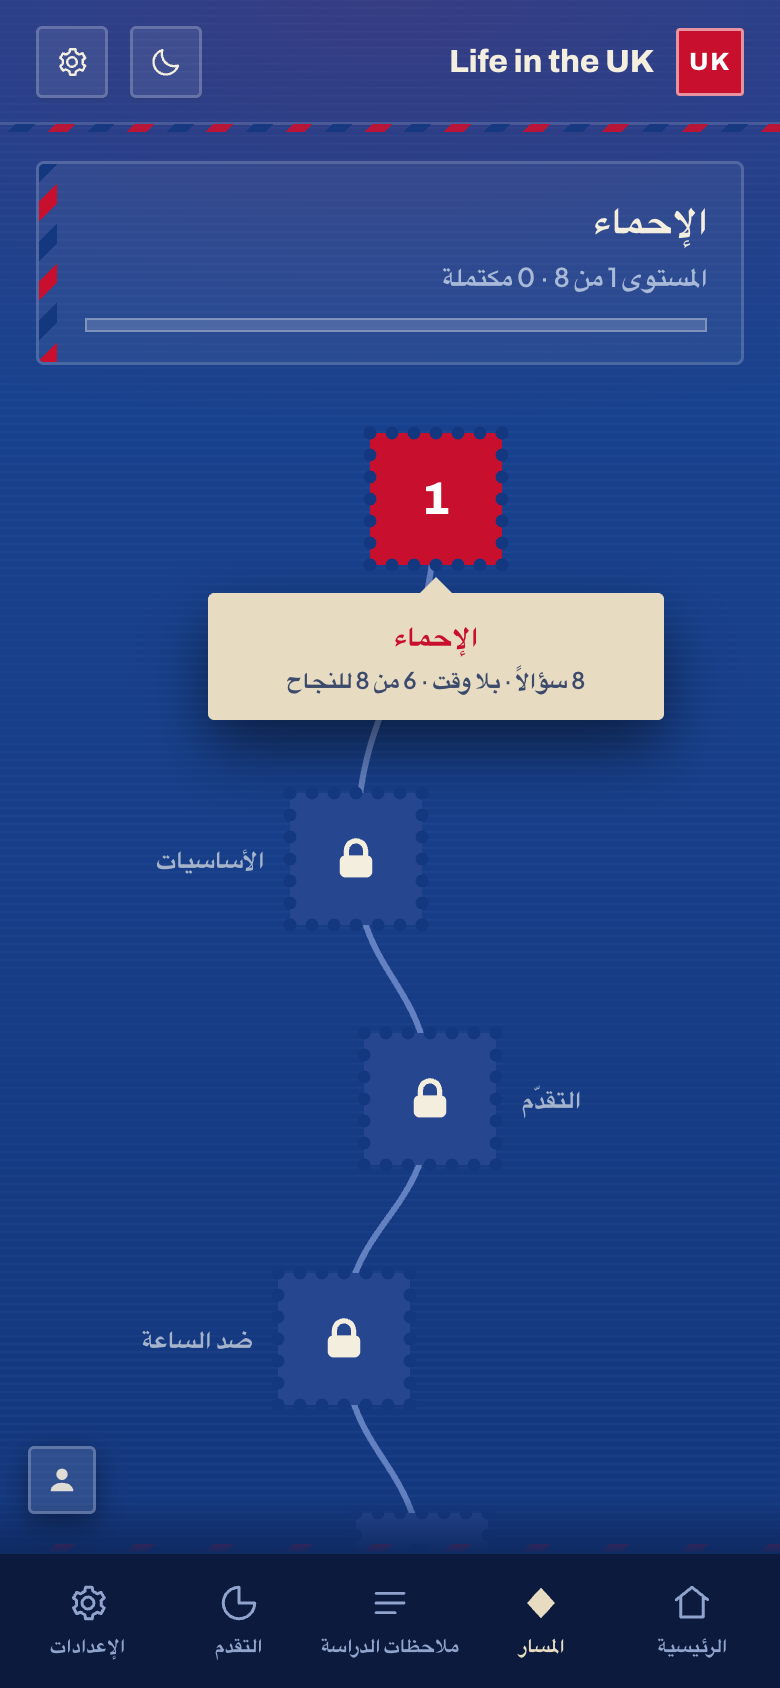 UK
Life in the UK
الإحماء
المستوى 1 من 8 · 0 مكتملة
1
الإحماء
8 سؤالاً · بلا وقت · 6 من 8 للنجاح
الأساسيات
التقدّم
ضد الساعة
الرئيسية
المسار
ملاحظات الدراسة
التقدم
الإعدادات